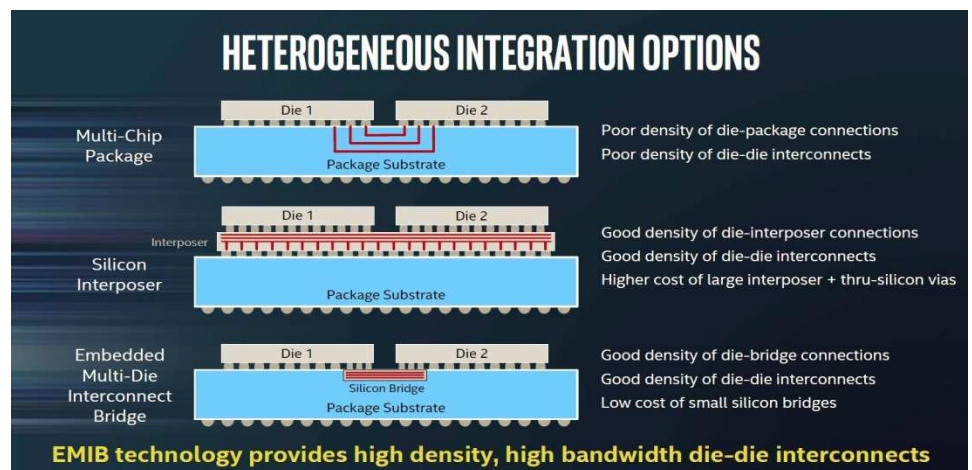 HETEROGENEOUS INTEGRATION OPTIONS
Multi-Chip
Package
Die 1
Die 2
Package Substrate
Poor density of die-package connections
Poor density of die-die interconnects
Interposer
Silicon
Interposer
Die 1
Die 2
Package Substrate
Good density of die-interposer connections
Good density of die-die interconnects
Higher cost of large interposer + thru-silicon vias
Embedded
Multi-Die
Interconnect
Bridge
Die 1
Die 2
Silicon Bridge
Package Substrate
Good density of die-bridge connections
Good density of die-die interconnects
Low cost of small silicon bridges
EMIB technology provides high density, high bandwidth die-die interconnects